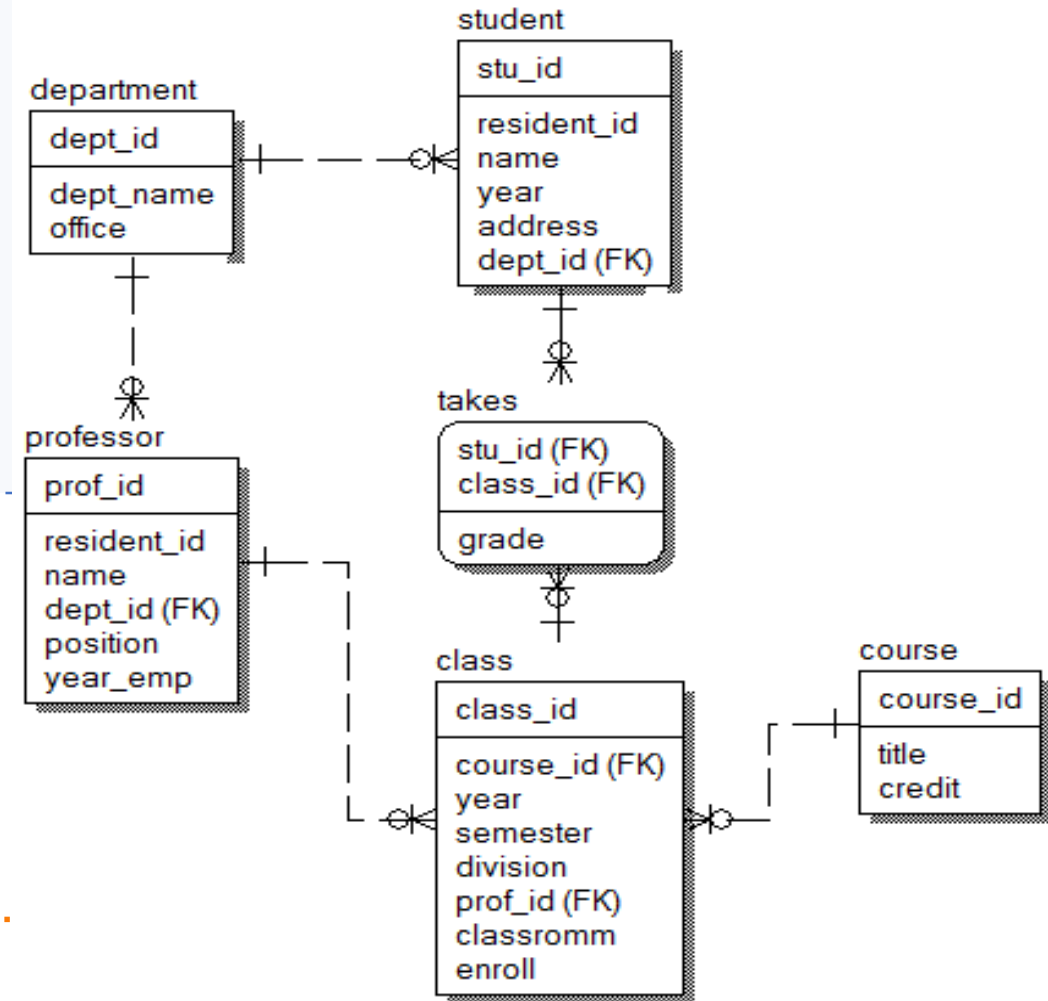 student
stu_id
resident_id
name
year
address
dept_id (FK)
department
dept_id
dept_name
office
takes
stu_id (FK)
class_id (FK)
grade
professor
prof_id
resident_id
name
dept_id (FK)
position
year_emp
class
class_id
course_id (FK)
year
semester
division
prof_id (FK)
classromm
enroll
course
course_id
title
credit